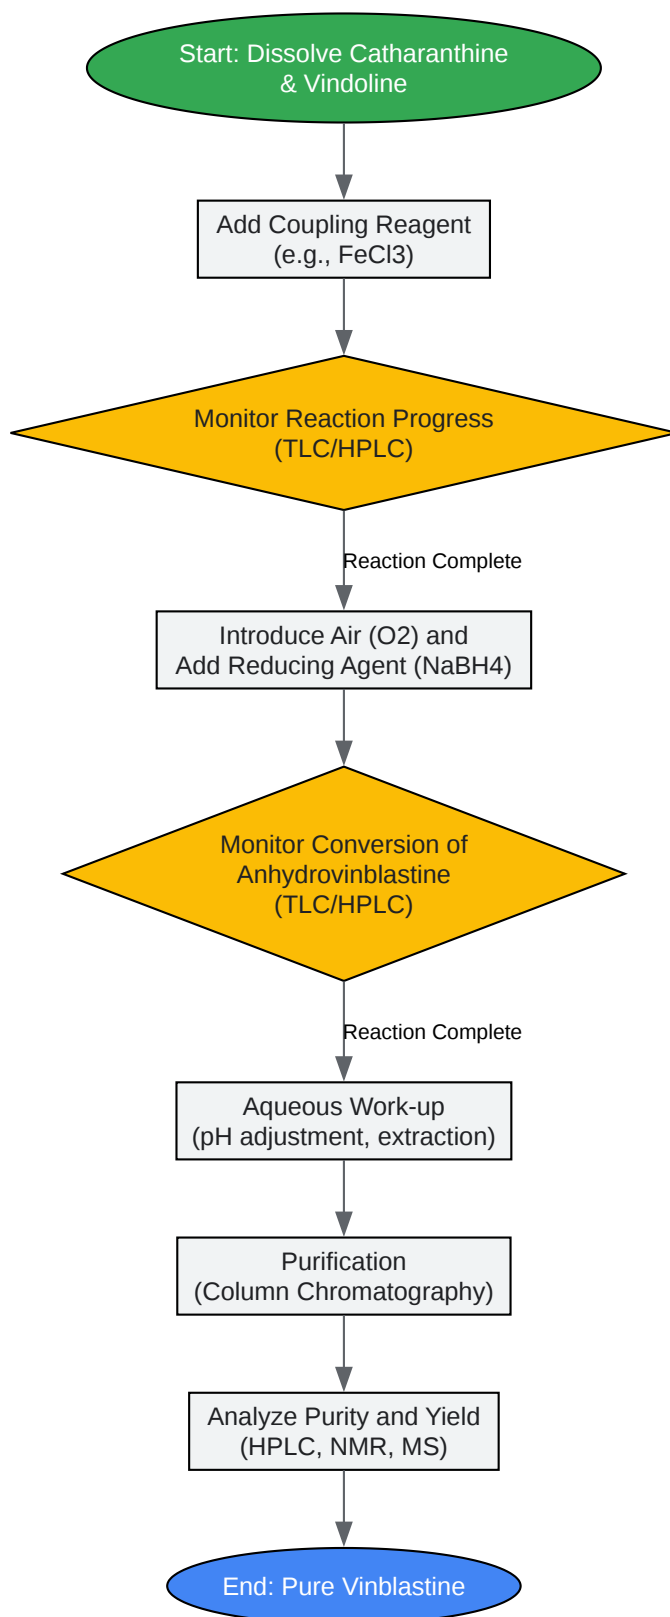 Start: Dissolve Catharanthine
& Vindoline
Add Coupling Reagent
(e.g., FeCl3)
Monitor Reaction Progress
(TLC/HPLC)
Reaction Complete
Introduce Air (O2) and
Add Reducing Agent (NaBH4)
Monitor Conversion of
Anhydrovinblastine
(TLC/HPLC)
Reaction Complete
Aqueous Work-up
(pH adjustment, extraction)
Purification
(Column Chromatography)
Analyze Purity and Yield
(HPLC, NMR, MS)
End: Pure Vinblastine